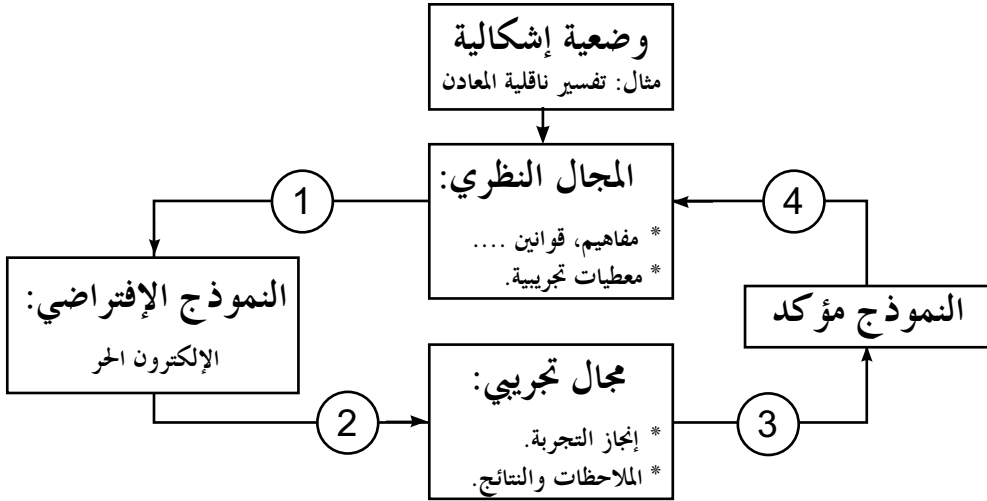 وضعية إشكالية
مثال: تفسير ناقلية المعادن
المجال النظري:
* مفاهيم، قوانين ....
* معطيات تجريبية.
1
4
النموذج الإفتراضي:
الإلكترون الحر
النموذج مؤكد
مجال تجريبي:
* إنجاز التجربة.
* الملاحظات والنتائج.
2
3